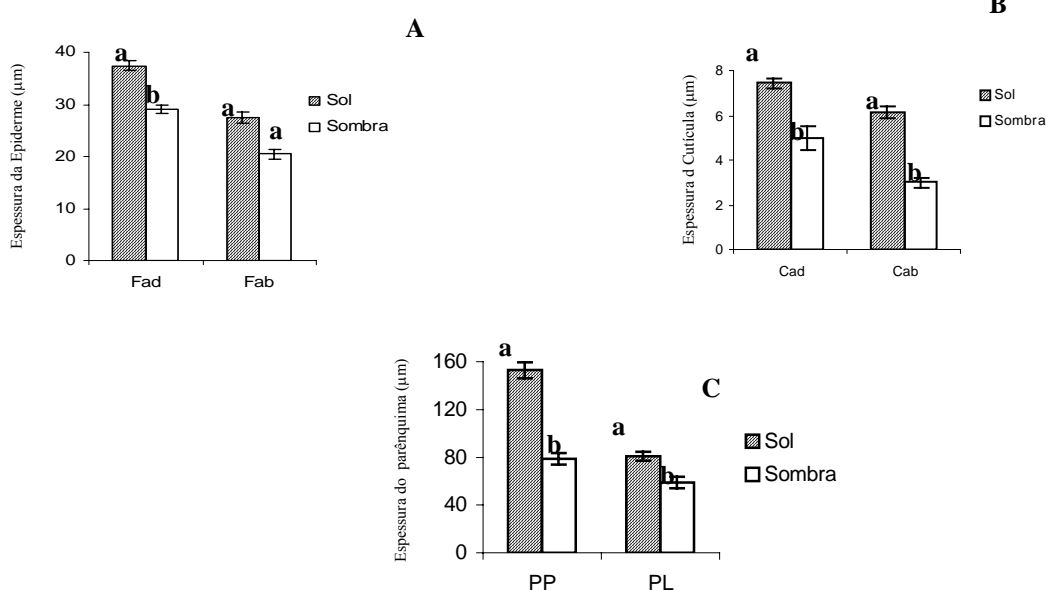 A
Espessura da Epiderme (µm)
40
30
20
10
0
a
b
a
a
Fad
Fab
Sol
Sombra
B
Espessura d Cutícula (µm)
8
6
4
2
0
a
b
a
b
Cad
Cab
Sol
Sombra
C
Espessura do parênquima (µm)
160
120
80
40
0
a
b
a
b
PP
PL
Sol
Sombra